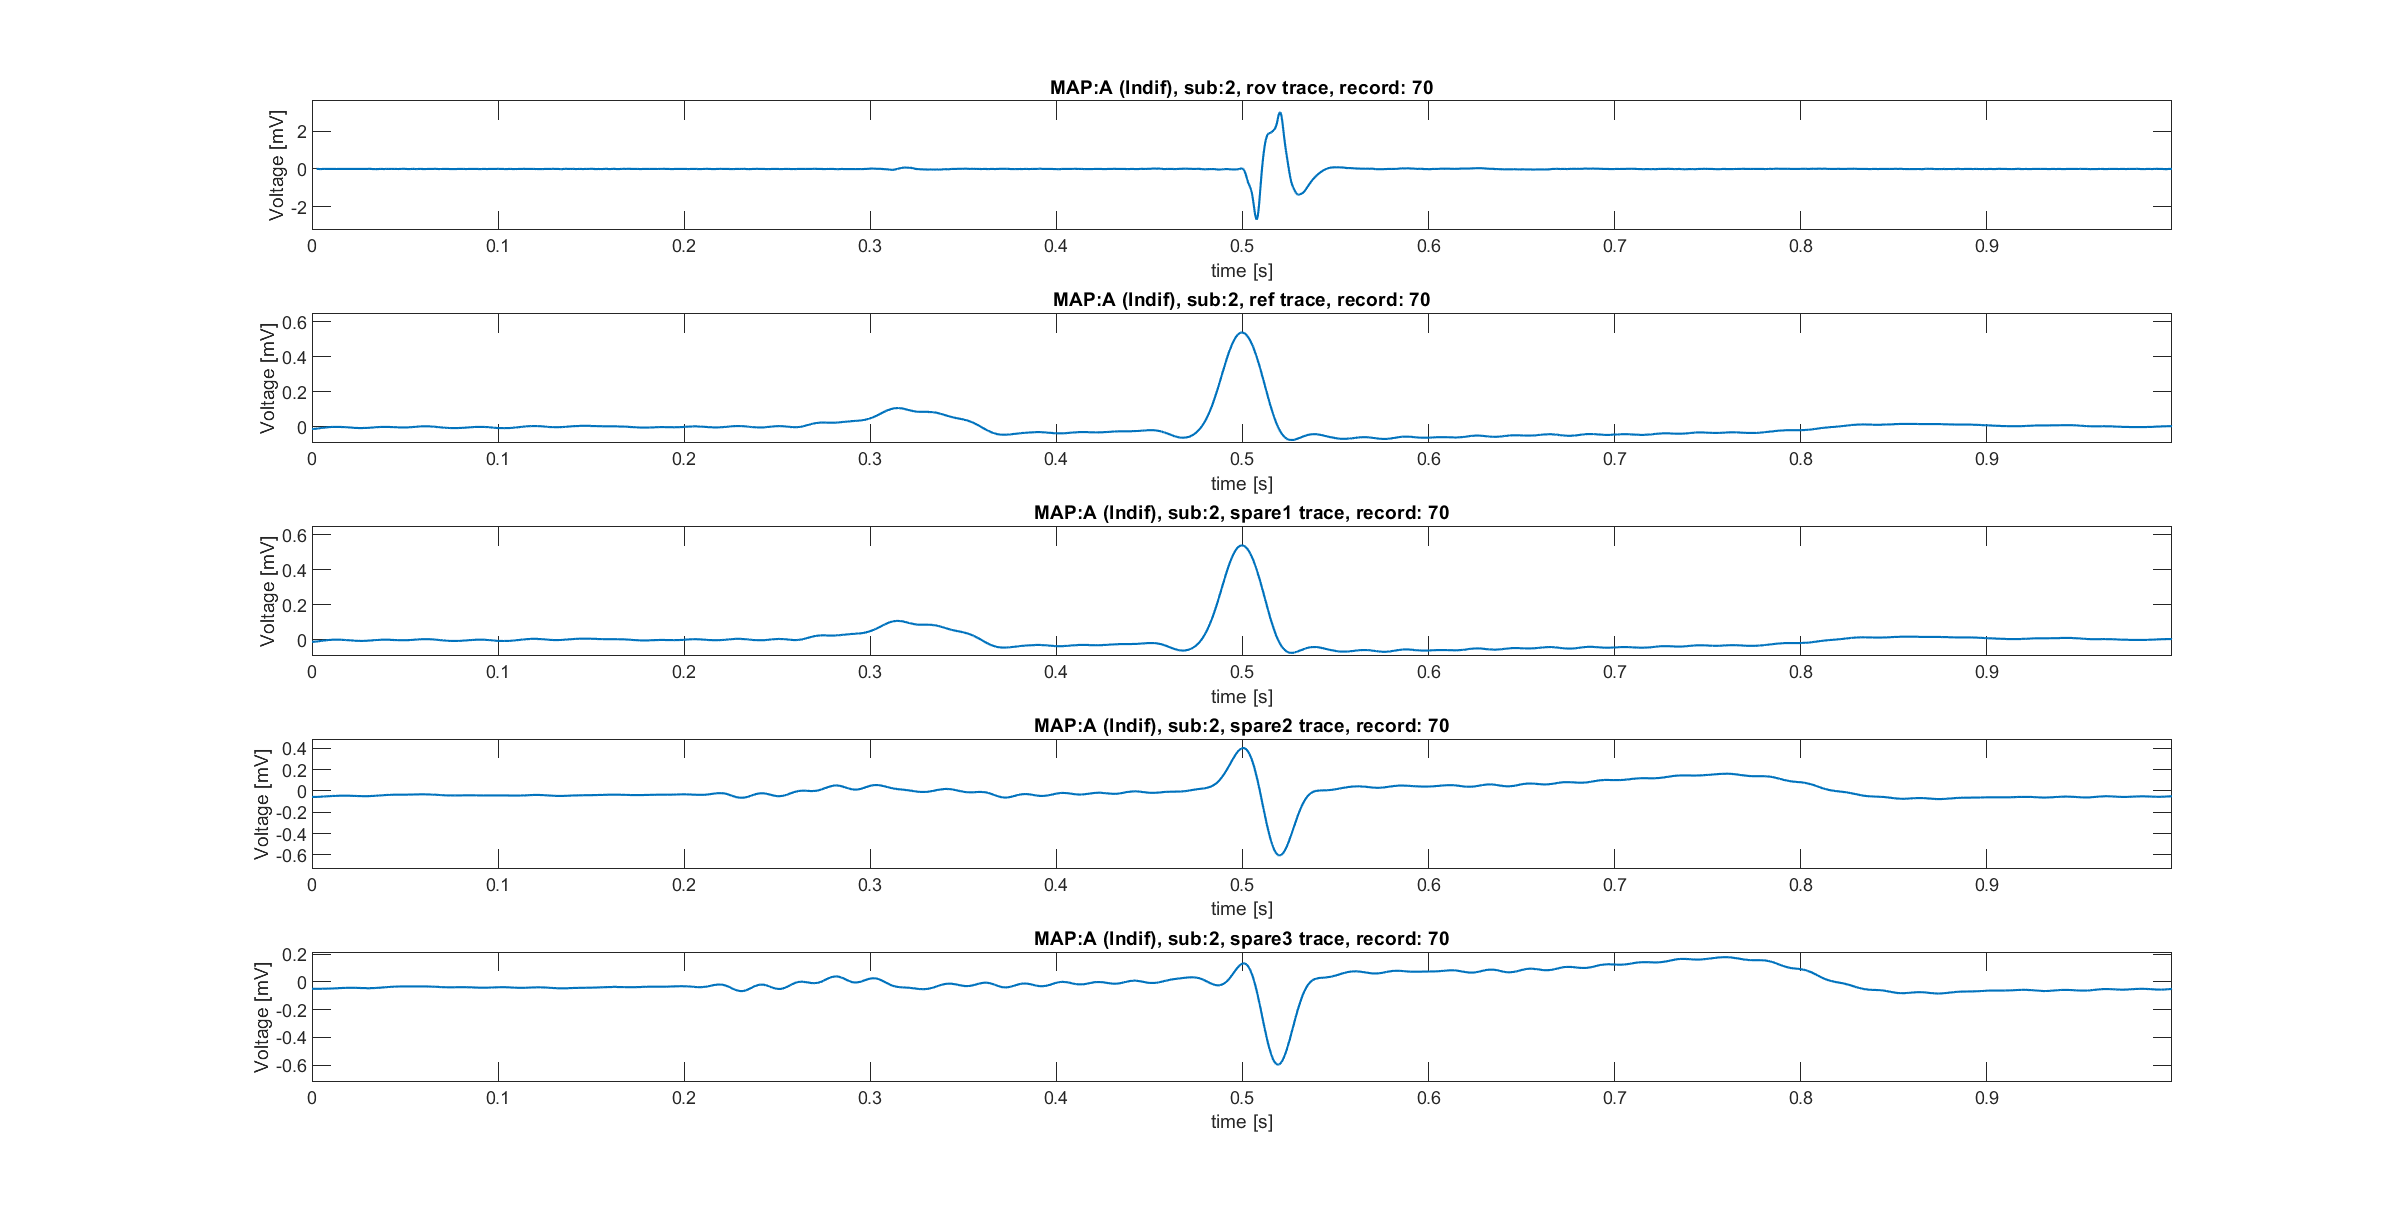 MAP:A (Indif), sub:2, rov trace, record: 70
Voltage [mV]
2
0
-2
0 0.1 0.2 0.3 0.4 0.5 0.6 0.7 0.8 0.9
time [s]
MAP:A (Indif), sub:2, ref trace, record: 70
Voltage [mV]
0.6
0.4
0.2
0
0 0.1 0.2 0.3 0.4 0.5 0.6 0.7 0.8 0.9
time [s]
MAP:A (Indif), sub:2, spare1 trace, record: 70
Voltage [mV]
0.6
0.4
0.2
0
0 0.1 0.2 0.3 0.4 0.5 0.6 0.7 0.8 0.9
time [s]
MAP:A (Indif), sub:2, spare2 trace, record: 70
Voltage [mV]
0.4
0.2
0
-0.2
-0.4
-0.6
0 0.1 0.2 0.3 0.4 0.5 0.6 0.7 0.8 0.9
time [s]
MAP:A (Indif), sub:2, spare3 trace, record: 70
Voltage [mV]
0.2
0
-0.2
-0.4
-0.6
0 0.1 0.2 0.3 0.4 0.5 0.6 0.7 0.8 0.9
time [s]